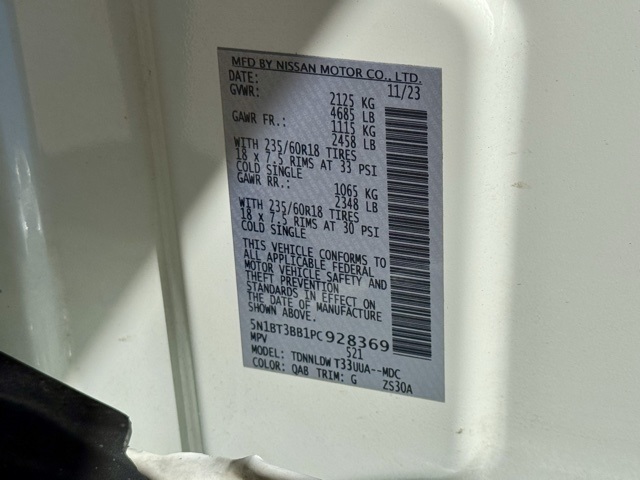 MFD BY NISSAN MOTOR CO., LTD.
DATE: 11/23
GVWR: 2125 KG
4685 LB
GAWR FR.: 1115 KG
2458 LB
WITH 235/60R18 TIRES
18 x 7.5 RIMS AT 33 PSI
COLD SINGLE
GAWR RR.: 1065 KG
2348 LB
WITH 235/60R18 TIRES
18 x 7.5 RIMS AT 30 PSI
COLD SINGLE
THIS VEHICLE CONFORMS TO
ALL APPLICABLE FEDERAL
MOTOR VEHICLE SAFETY AND
THEFT PREVENTION
STANDARDS IN EFFECT ON
THE DATE OF MANUFACTURE
SHOWN ABOVE.
5N1BT3BB1PC928369
MPV S21
MODEL: TDNNLDW T33UUA--MDC
COLOR: QAB TRIM: G 2S30A